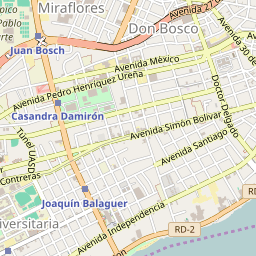 Miraflores
Don Bosco
Avenida 27
Avenida 30 de
Juan Bosch
Avenida México
Avenida Pedro Henríquez Ureña
Doctor Delgado
Casandra Damirón
Avenida Simón Bolívar
Túnel UASD
Avenida Santiago
Contreras
Joaquín Balaguer
versitaria
Avenida Independencia
RD-2
RD-2